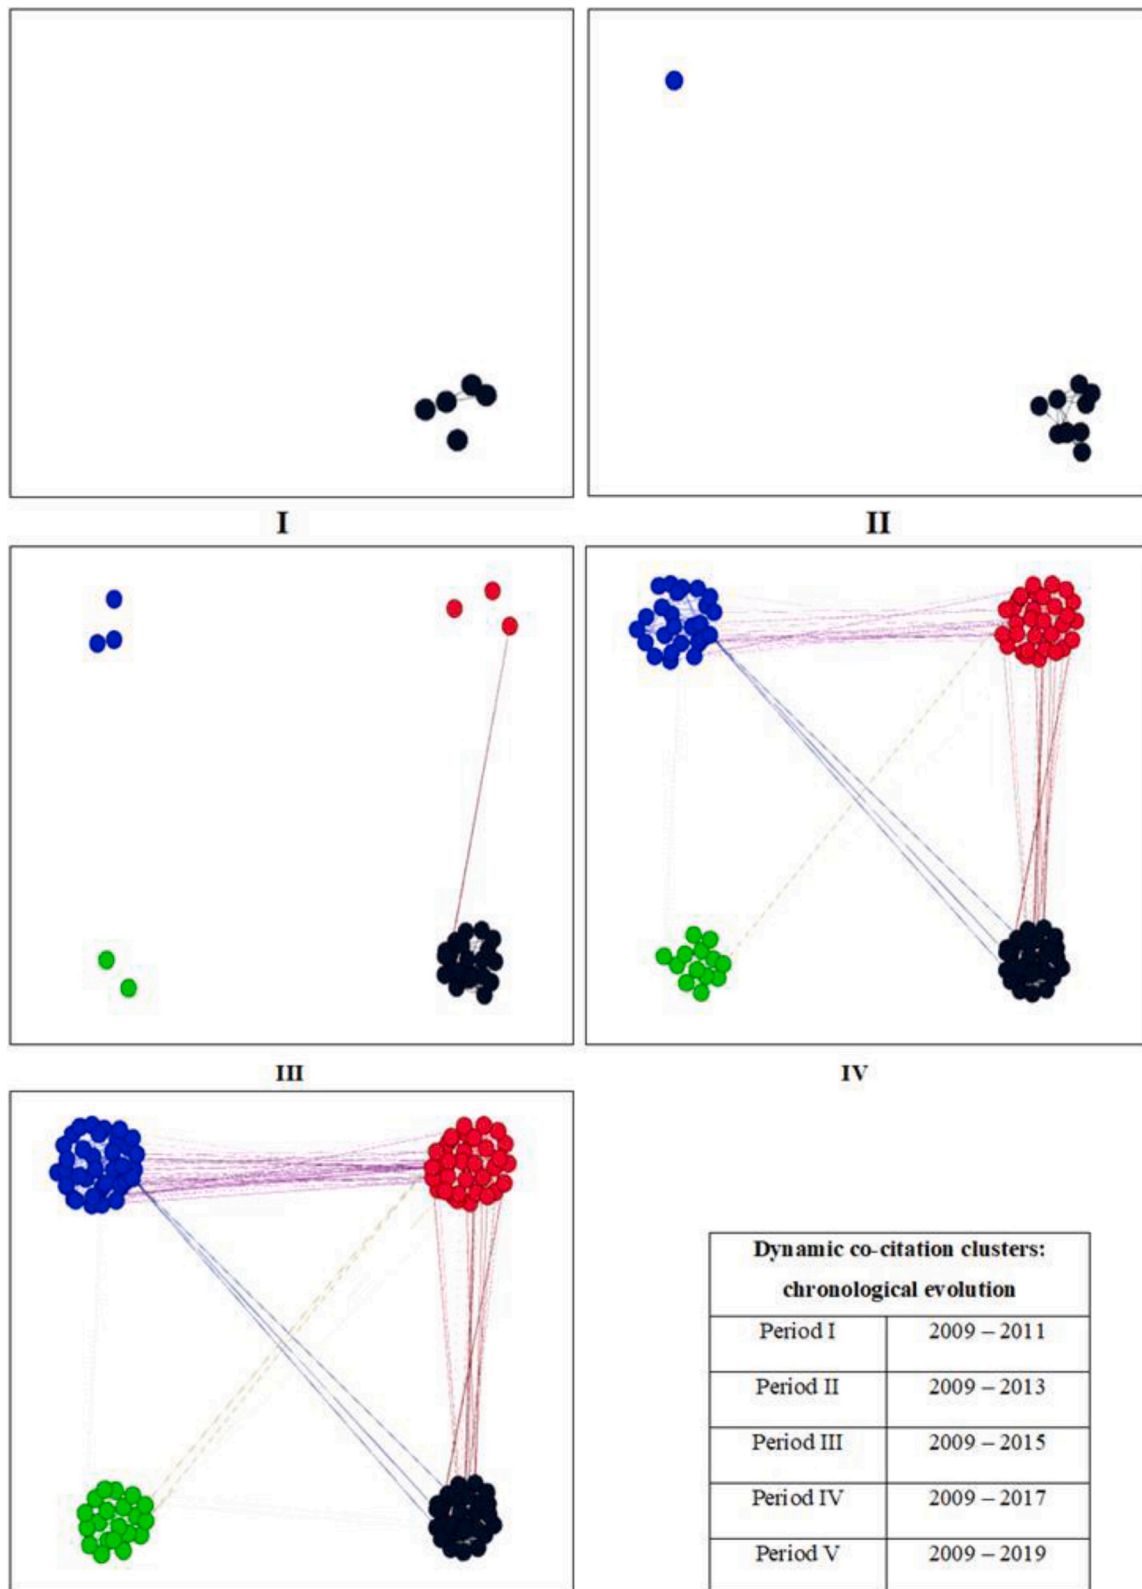 I
II
III
IV
Dynamic co-citation clusters:
chronological evolution
Period I 2009 – 2011
Period II 2009 – 2013
Period III 2009 – 2015
Period IV 2009 – 2017
Period V 2009 – 2019